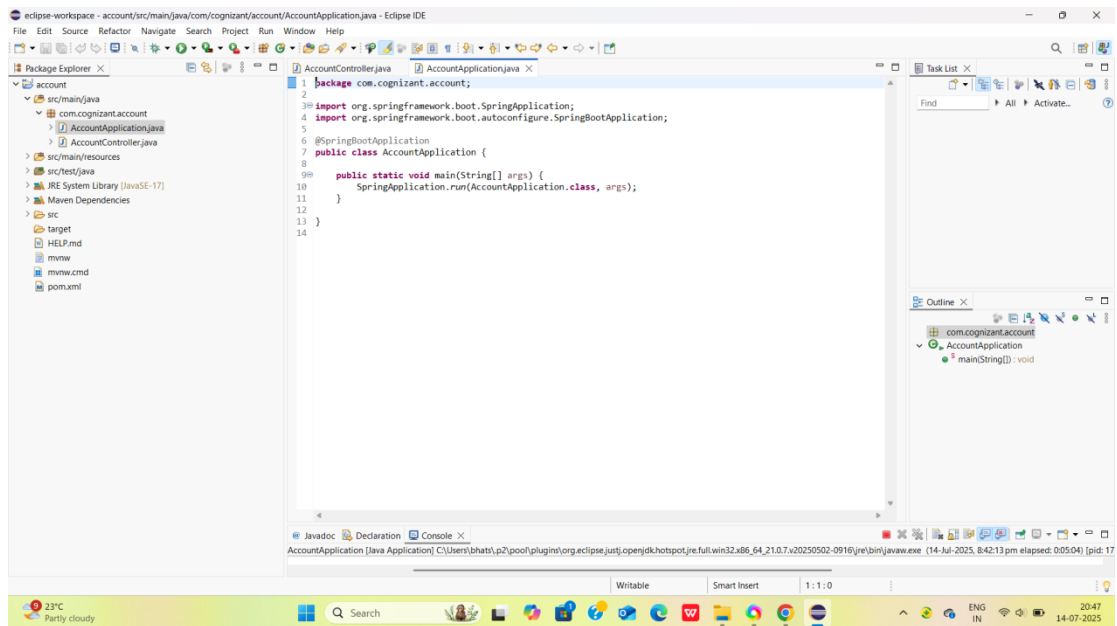 eclipse-workspace - account/src/main/java/com/cognizant/account/AccountApplication.java - Eclipse IDE
File Edit Source Refactor Navigate Search Project Run Window Help
Package Explorer
account
src/main/java
com.cognizant.account
AccountApplication.java
AccountController.java
src/main/resources
src/test/java
JRE System Library [JavaSE-17]
Maven Dependencies
src
target
HELP.md
mvnw
mvnw.cmd
pom.xml
AccountController.java AccountApplication.java
1 package com.cognizant.account;
2
3 import org.springframework.boot.SpringApplication;
4 import org.springframework.boot.autoconfigure.SpringBootApplication;
5
6 @SpringBootApplication
7 public class AccountApplication {
8
9 public static void main(String[] args) {
10 SpringApplication.run(AccountApplication.class, args);
11 }
12
13 }
14
Task List
Find All Activate...
Outline
com.cognizant.account
AccountApplication
main(String[]) : void
Javadoc Declaration Console
AccountApplication [Java Application] C:\Users\bhats\.p2\pool\plugins\org.eclipse.justj.openjdk.hotspot.jre.full.win32.x86_64_21.0.7.v20250502-0916\jre\bin\javaw.exe (14-Jul-2025, 8:42:13 pm elapsed: 0:05:04) [pid: 17
Writable Smart Insert 1 : 1 : 0
9
23°C
Partly cloudy
Search
ENG
IN
20:47
14-07-2025